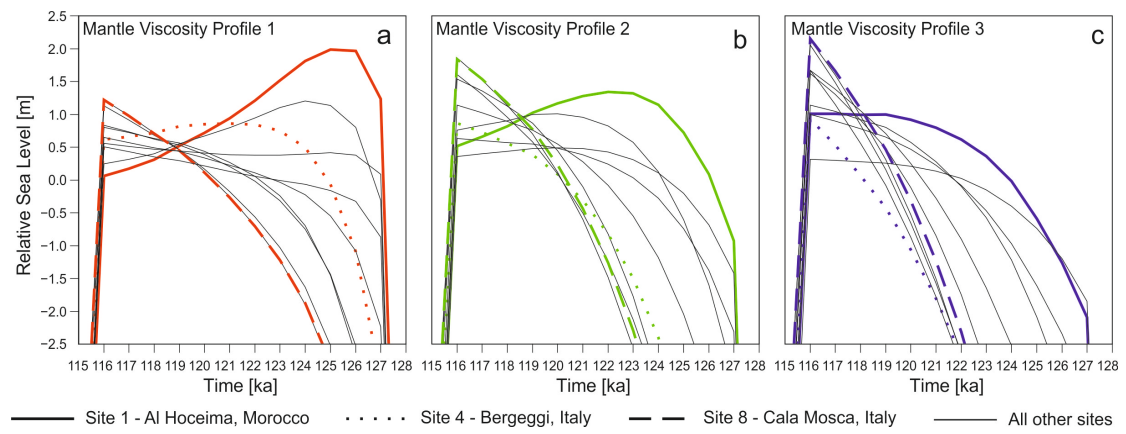 Mantle Viscosity Profile 1
a
Mantle Viscosity Profile 2
b
Mantle Viscosity Profile 3
c
Relative Sea Level [m]
2.5
2.0
1.5
1.0
0.5
0.0
−0.5
−1.0
−1.5
−2.0
−2.5
115 116 117 118 119 120 121 122 123 124 125 126 127 128
115 116 117 118 119 120 121 122 123 124 125 126 127 128
115 116 117 118 119 120 121 122 123 124 125 126 127 128
Time [ka]
Time [ka]
Time [ka]
Site 1 - Al Hoceima, Morocco
Site 4 - Bergeggi, Italy
Site 8 - Cala Mosca, Italy
All other sites